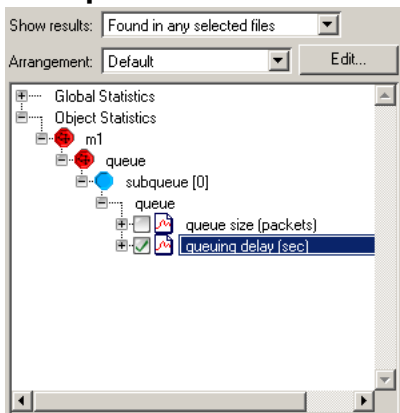 Show results: Found in any selected files
Arrangement: Default Edit...
Global Statistics
Object Statistics
m1
queue
subqueue [0]
queue
queue size (packets)
queuing delay (sec)